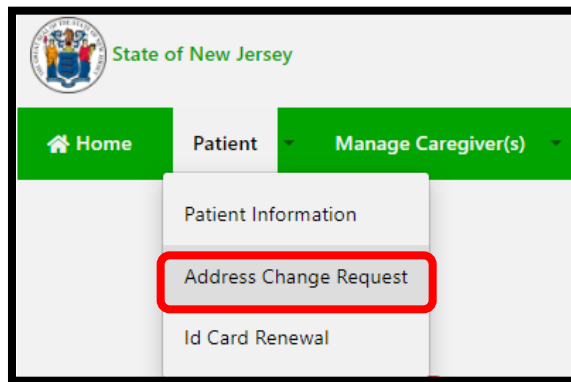 State of New Jersey
Home Patient Manage Caregiver(s)
Patient Information
Address Change Request
Id Card Renewal